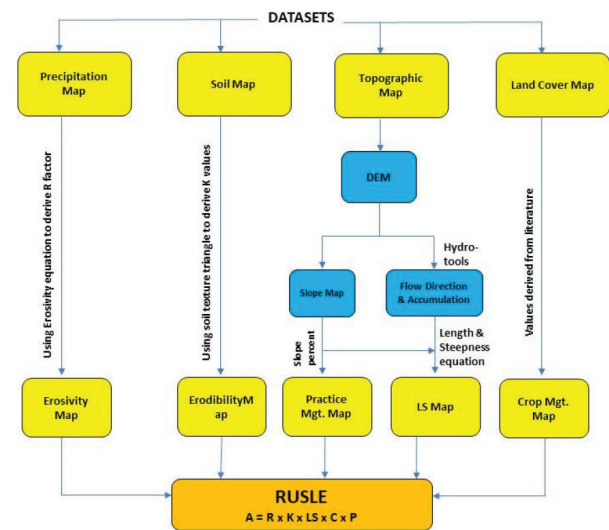 DATASETS
Precipitation
Map
Soil Map
Topographic
Map
Land Cover Map
Using Erosivity equation to derive R factor
Using soil texture triangle to derive K values
DEM
Hydro-
tools
Values derived from literature
Slope Map
Flow Direction
& Accumulation
Slope
percent
Length &
Steepness
equation
Erosivity
Map
ErodibilityM
ap
Practice
Mgt. Map
LS Map
Crop Mgt.
Map
RUSLE
A = R x K x LS x C x P